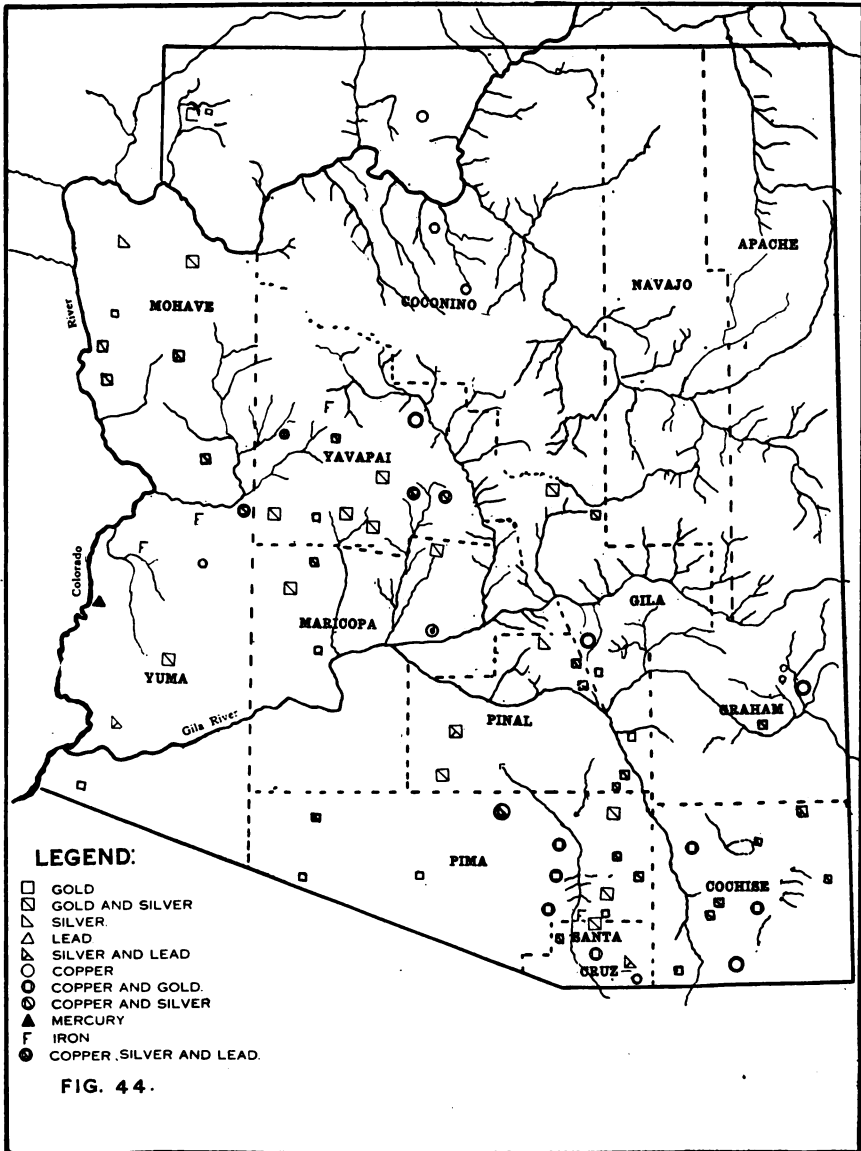 APACHE
NAVAJO
COCONINO
MOHAVE
River
F
YAVAPAI
F
F
Colorado
GILA
MARICOPA
YUMA
GRAHAM
PINAL
Gila River
F
PIMA
COCHISE
F
SANTA
CRUZ
LEGEND:
GOLD
GOLD AND SILVER
SILVER.
LEAD
SILVER AND LEAD
COPPER
COPPER AND GOLD.
COPPER AND SILVER
MERCURY
F IRON
COPPER, SILVER AND LEAD.
FIG. 44.